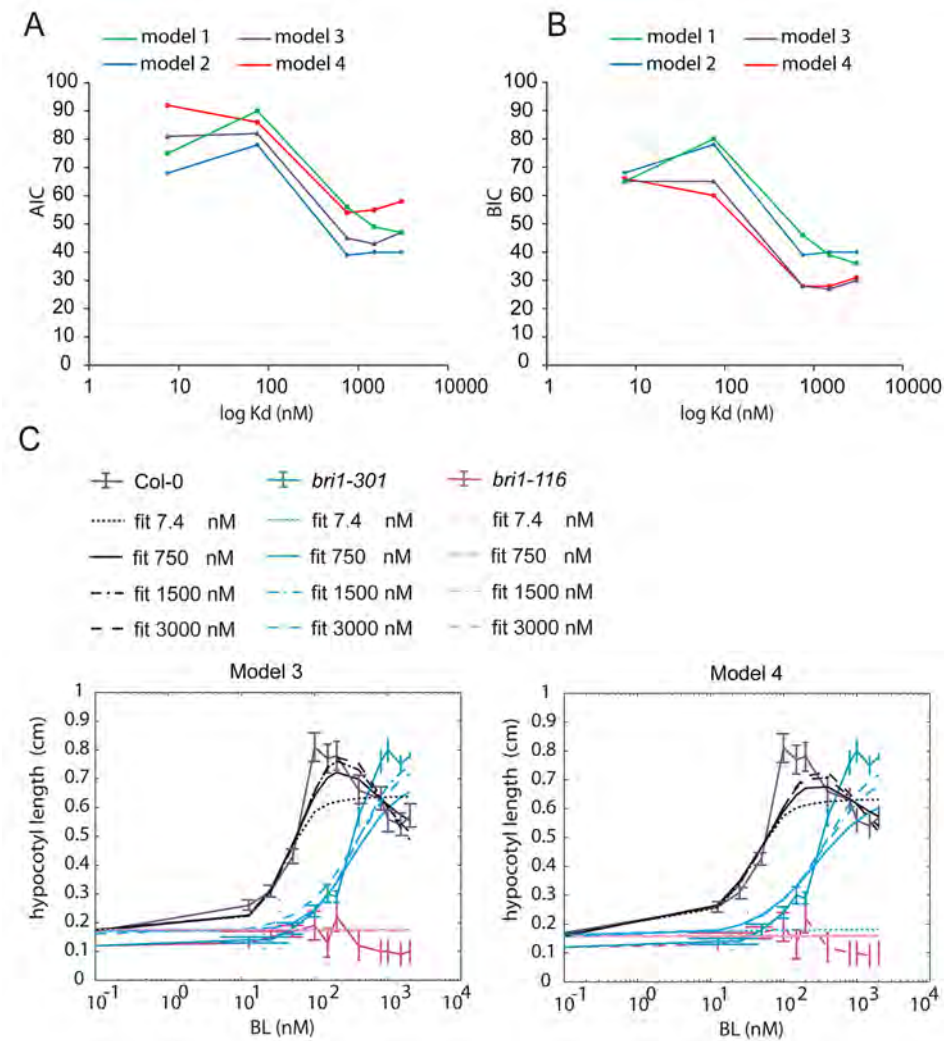 A
model 1 model 3
model 2 model 4
100
90
80
70
60
50
40
30
20
10
0
AIC
1 10 100 1000 10000
log Kd (nM)
B
model 1 model 3
model 2 model 4
100
90
80
70
60
50
40
30
20
10
0
BIC
1 10 100 1000 10000
log Kd (nM)
C
Col-0 bri1-301 bri1-116
fit 7.4 nM fit 7.4 nM fit 7.4 nM
fit 750 nM fit 750 nM fit 750 nM
fit 1500 nM fit 1500 nM fit 1500 nM
fit 3000 nM fit 3000 nM fit 3000 nM
Model 3
1
0.9
0.8
0.7
0.6
0.5
0.4
0.3
0.2
0.1
0
hypocotyl length (cm)
10-1 100 101 102 103 104
BL (nM)
Model 4
1
0.9
0.8
0.7
0.6
0.5
0.4
0.3
0.2
0.1
0
hypocotyl length (cm)
10-1 100 101 102 103 104
BL (nM)